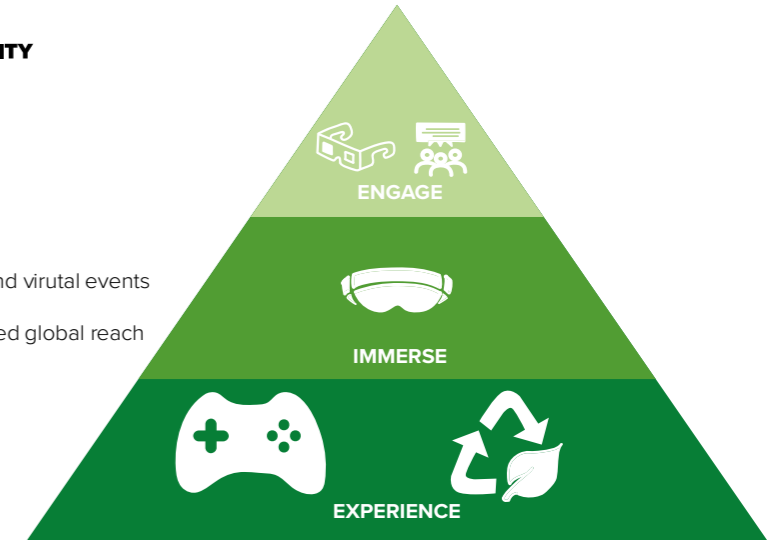 ITY
ENGAGE
nd virutal events
ed global reach
IMMERSE
EXPERIENCE